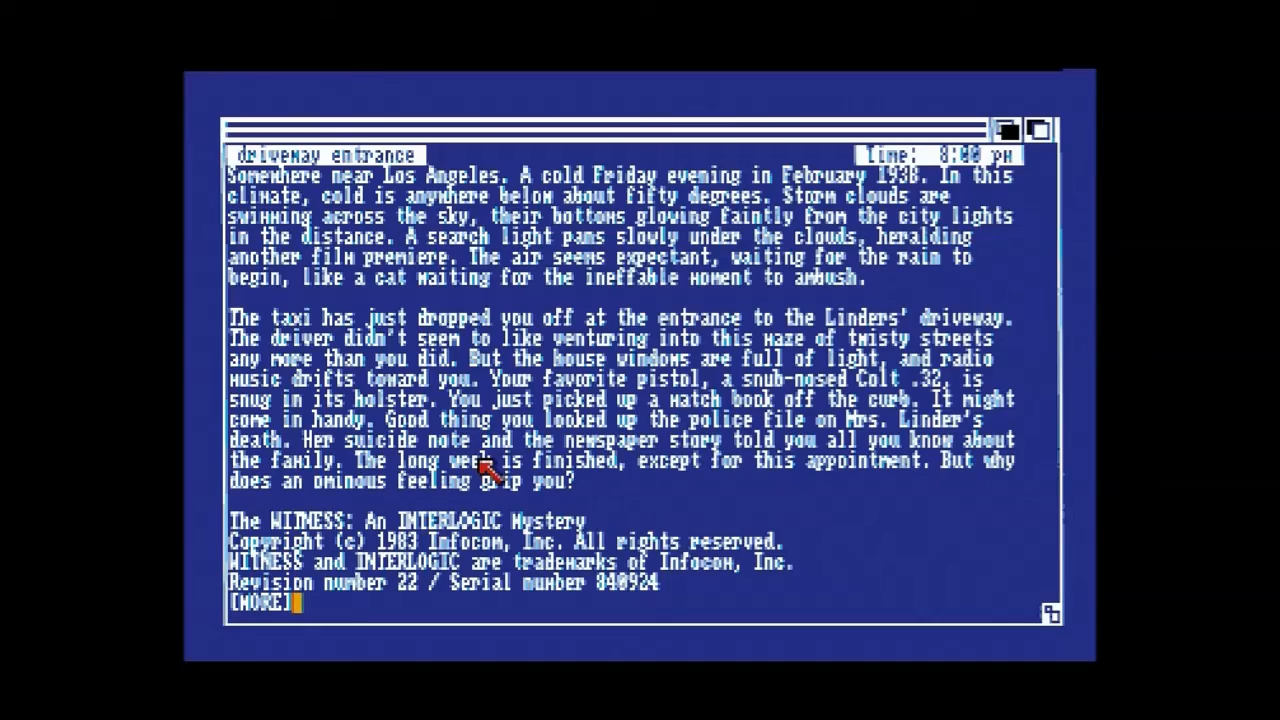 driveway entrance Time: 8:00 pm
Somewhere near Los Angeles. A cold Friday evening in February 1938. In this
climate, cold is anywhere below about fifty degrees. Storm clouds are
swimming across the sky, their bottoms glowing faintly from the city lights
in the distance. A search light pans slowly under the clouds, heralding
another film premiere. The air seems expectant, waiting for the rain to
begin, like a cat waiting for the ineffable moment to ambush.
The taxi has just dropped you off at the entrance to the Linders' driveway.
The driver didn't seem to like venturing into this maze of twisty streets
any more than you did. But the house windows are full of light, and radio
music drifts toward you. Your favorite pistol, a snub-nosed Colt .32, is
snug in its holster. You just picked up a match book off the curb. It might
come in handy. Good thing you looked up the police file on Mrs. Linder's
death. Her suicide note and the newspaper story told you all you know about
the family. The long week is finished, except for this appointment. But why
does an ominous feeling grip you?
The WITNESS: An INTERLOGIC Mystery
Copyright (c) 1983 Infocom, Inc. All rights reserved.
WITNESS and INTERLOGIC are trademarks of Infocom, Inc.
Revision number 22 / Serial number 840924
[MORE]